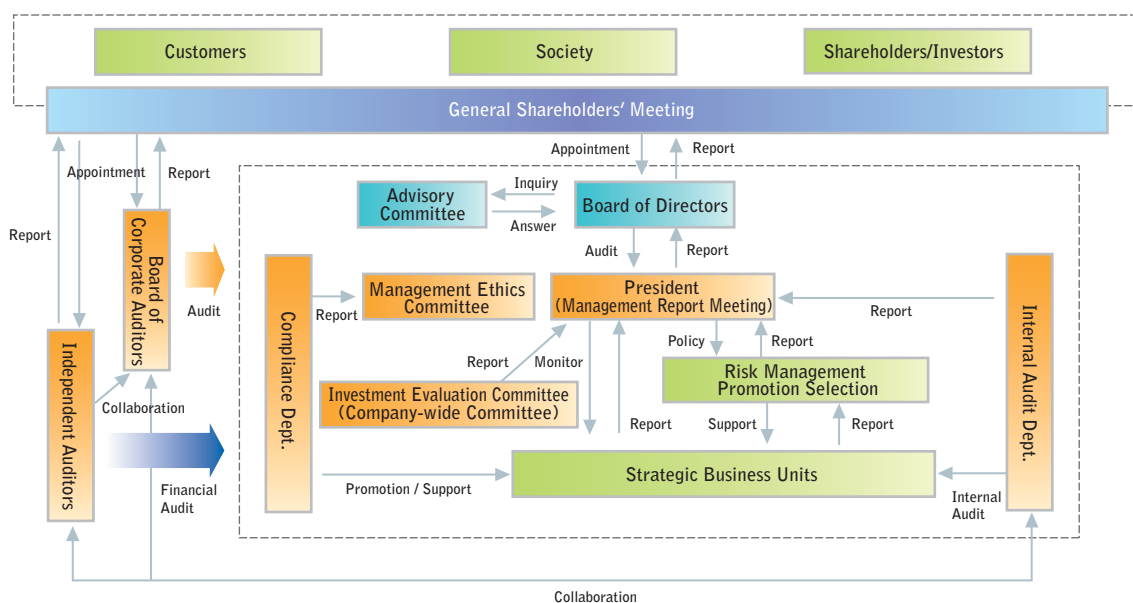 Customers
Society
Shareholders/Investors
General Shareholders' Meeting
Appointment
Report
Appointment
Report
Inquiry
Advisory
Committee
Answer
Board of Directors
Report
Board of
Corporate Auditors
Audit
Audit
Report
Compliance Dept.
Management Ethics
Committee
Report
President
(Management Report Meeting)
Report
Internal Audit Dept.
Independent Auditors
Collaboration
Report
Monitor
Policy
Report
Risk Management
Promotion Selection
Investment Evaluation Committee
(Company-wide Committee)
Report
Support
Report
Financial
Audit
Promotion / Support
Strategic Business Units
Internal
Audit
Collaboration